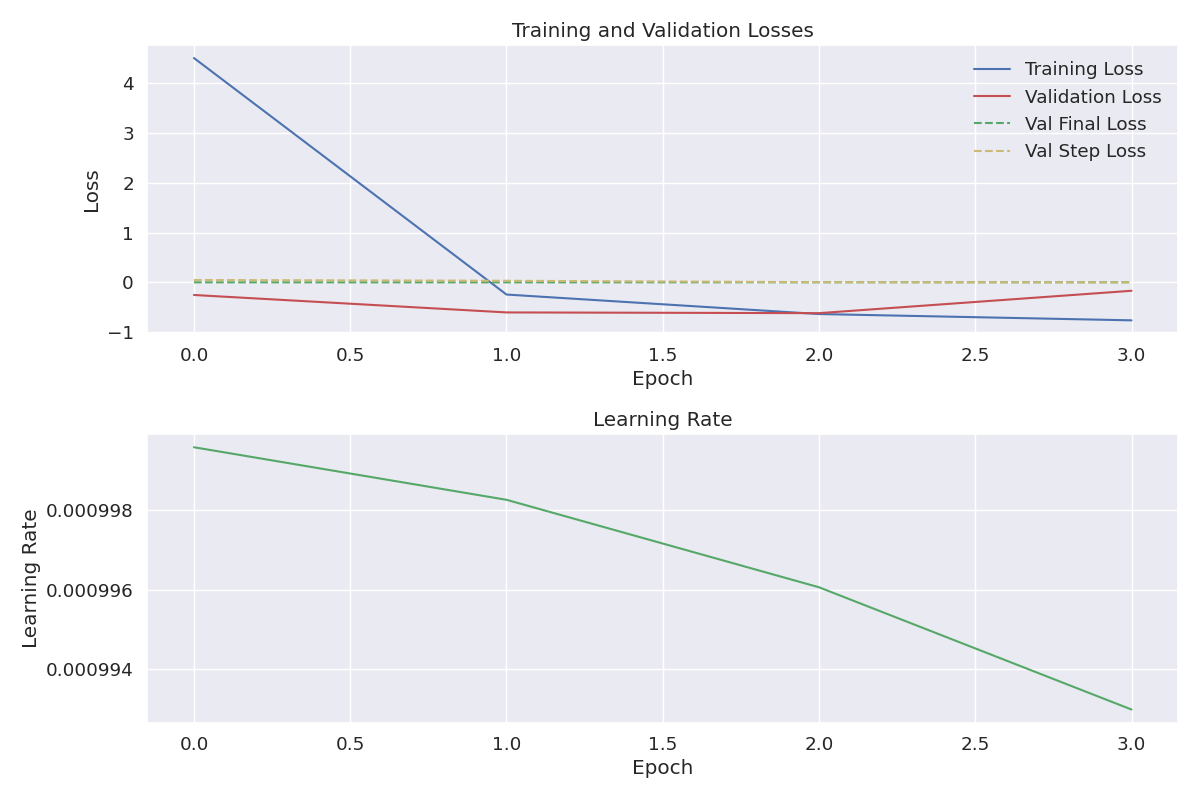 Training and Validation Losses
Training Loss
Validation Loss
Val Final Loss
Val Step Loss
Loss
4
3
2
1
0
−1
0.0 0.5 1.0 1.5 2.0 2.5 3.0
Epoch
Learning Rate
Learning Rate
0.000998
0.000996
0.000994
0.0 0.5 1.0 1.5 2.0 2.5 3.0
Epoch